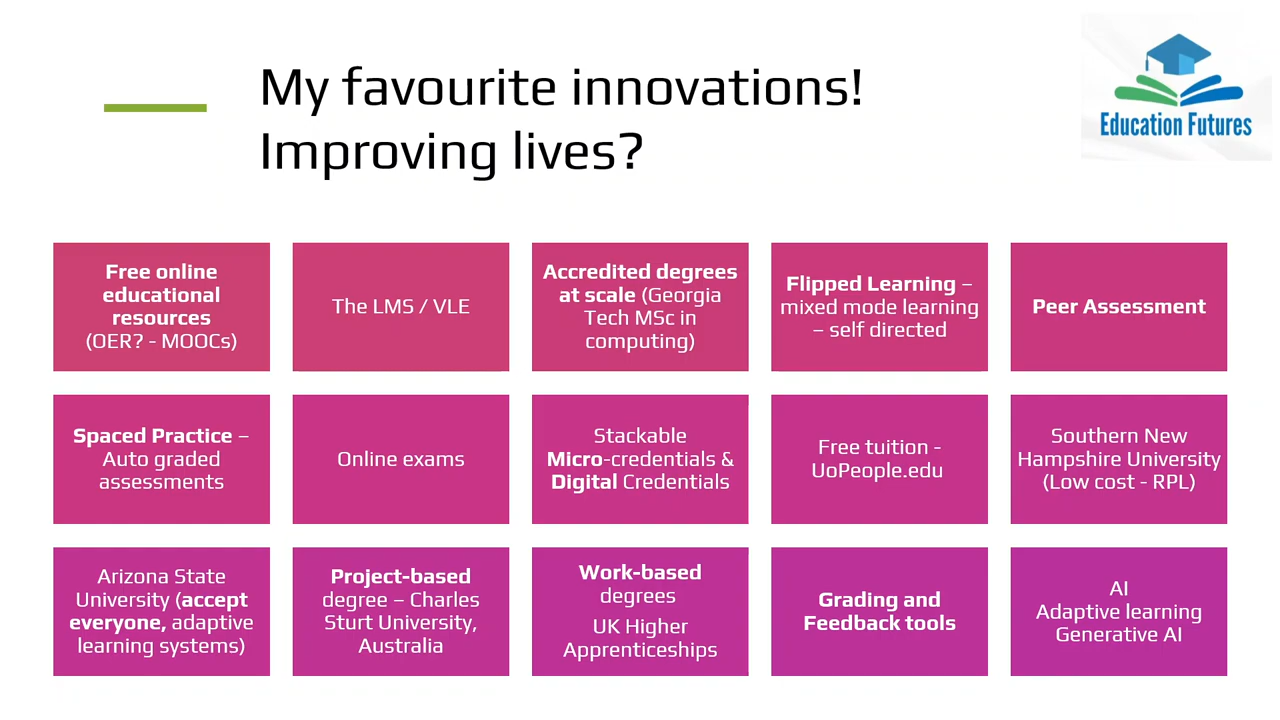 My favourite innovations!
Improving lives?
Education Futures
Free online
educational
resources
(OER? - MOOCs)
The LMS / VLE
Accredited degrees
at scale (Georgia
Tech MSc in
computing)
Flipped Learning –
mixed mode learning
– self directed
Peer Assessment
Spaced Practice –
Auto graded
assessments
Online exams
Stackable
Micro-credentials &
Digital Credentials
Free tuition -
UoPeople.edu
Southern New
Hampshire University
(Low cost - RPL)
Arizona State
University (accept
everyone, adaptive
learning systems)
Project-based
degree – Charles
Sturt University,
Australia
Work-based
degrees
UK Higher
Apprenticeships
Grading and
Feedback tools
AI
Adaptive learning
Generative AI